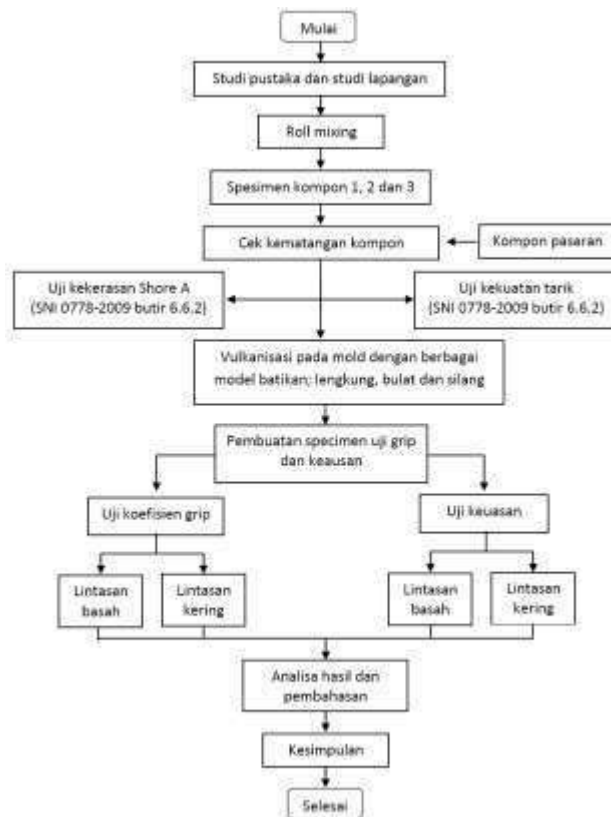 Mulai
Studi pustaka dan studi lapangan
Roll mixing
Spesimen kompon 1, 2 dan 3
Cek kematangan kompon
Kompon pasaran
Uji kekerasan Shore A
(SNI 0778-2009 butir 6.6.2)
Uji kekuatan tarik
(SNI 0778-2009 butir 6.6.2)
Vulkanisasi pada mold dengan berbagai
model batikan; lengkung, bulat dan silang
Pembuatan specimen uji grip
dan keausan
Uji koefisien grip
Uji keuasan
Lintasan
basah
Lintasan
kering
Lintasan
basah
Lintasan
kering
Analisa hasil dan
pembahasan
Kesimpulan
Selesai